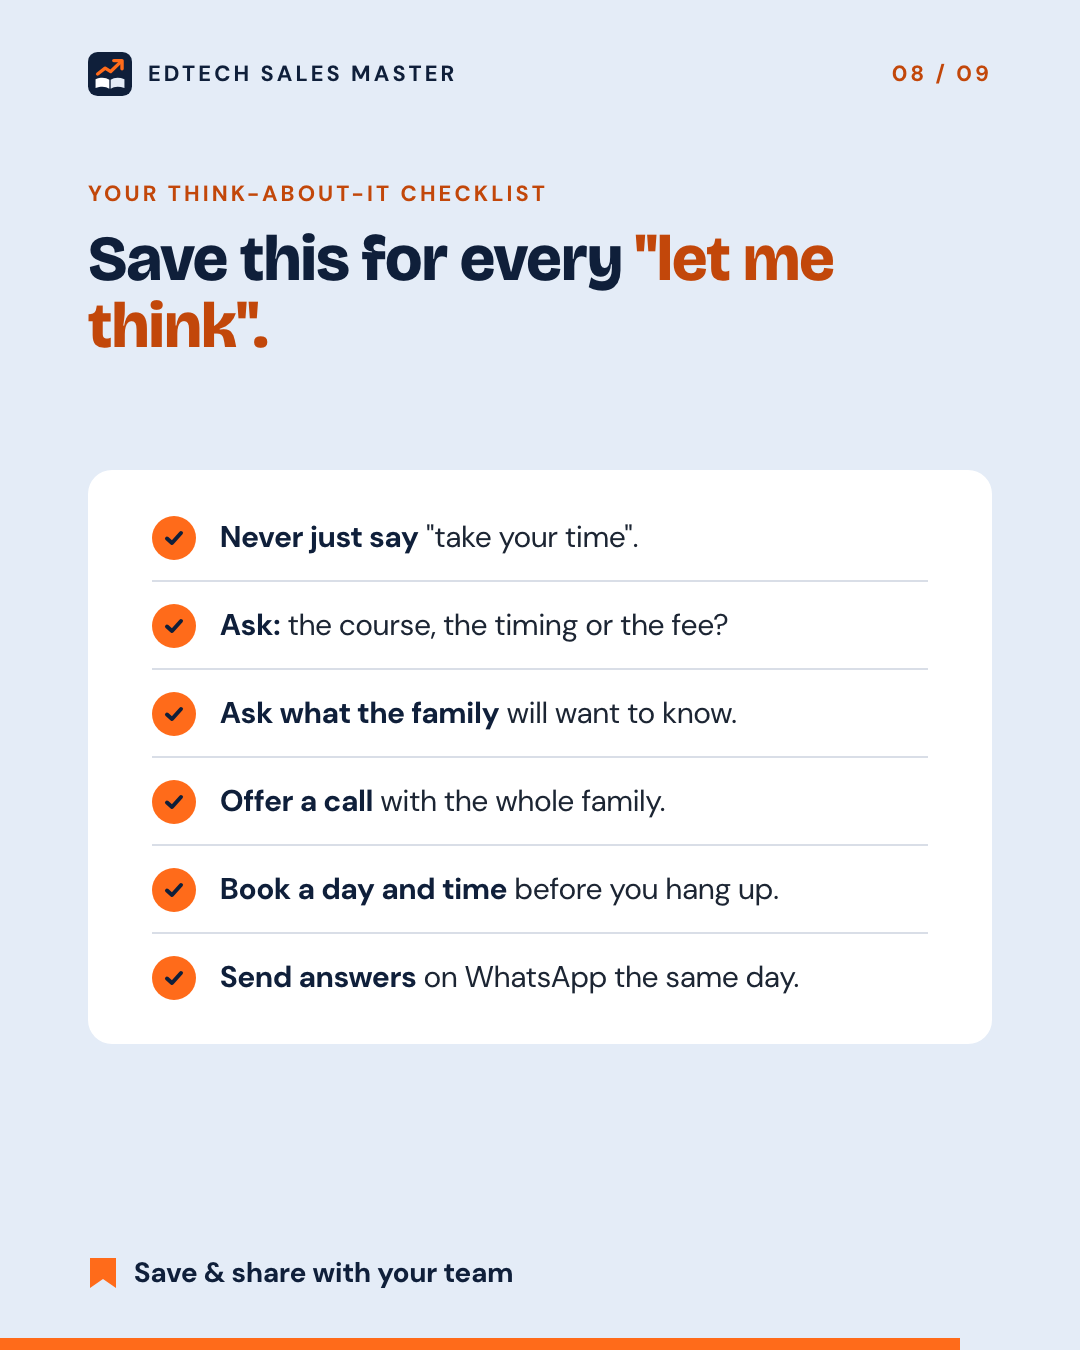 EDTECH SALES MASTER
08 / 09
YOUR THINK-ABOUT-IT CHECKLIST
Save this for every "let me
think".
Never just say "take your time".
Ask: the course, the timing or the fee?
Ask what the family will want to know.
Offer a call with the whole family.
Book a day and time before you hang up.
Send answers on WhatsApp the same day.
Save & share with your team